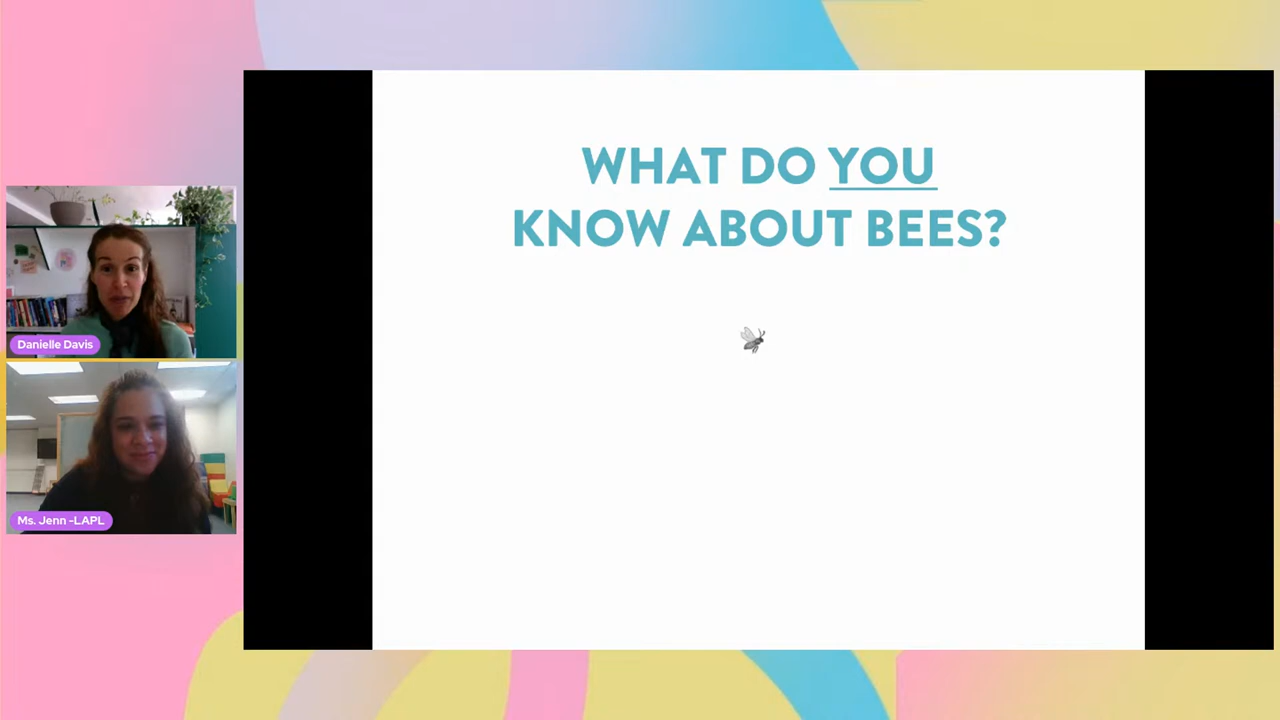 WHAT DO YOU
KNOW ABOUT BEES?
Danielle Davis
Ms. Jenn -LAPL